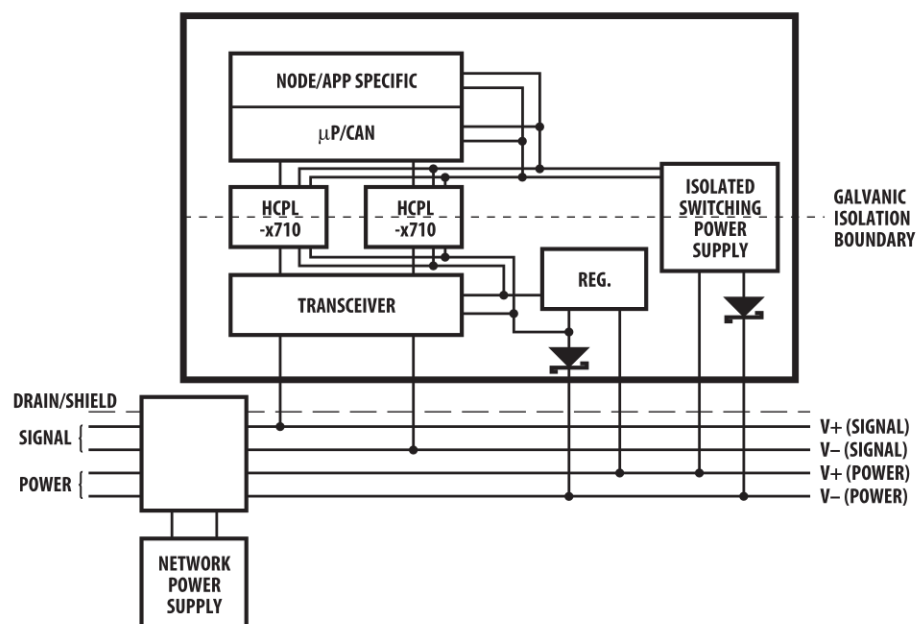 NODE/APP SPECIFIC
μP/CAN
HCPL
-x710
HCPL
-x710
ISOLATED
SWITCHING
POWER
SUPPLY
GALVANIC
ISOLATION
BOUNDARY
REG.
TRANSCEIVER
DRAIN/SHIELD
SIGNAL
POWER
V+ (SIGNAL)
V– (SIGNAL)
V+ (POWER)
V– (POWER)
NETWORK
POWER
SUPPLY